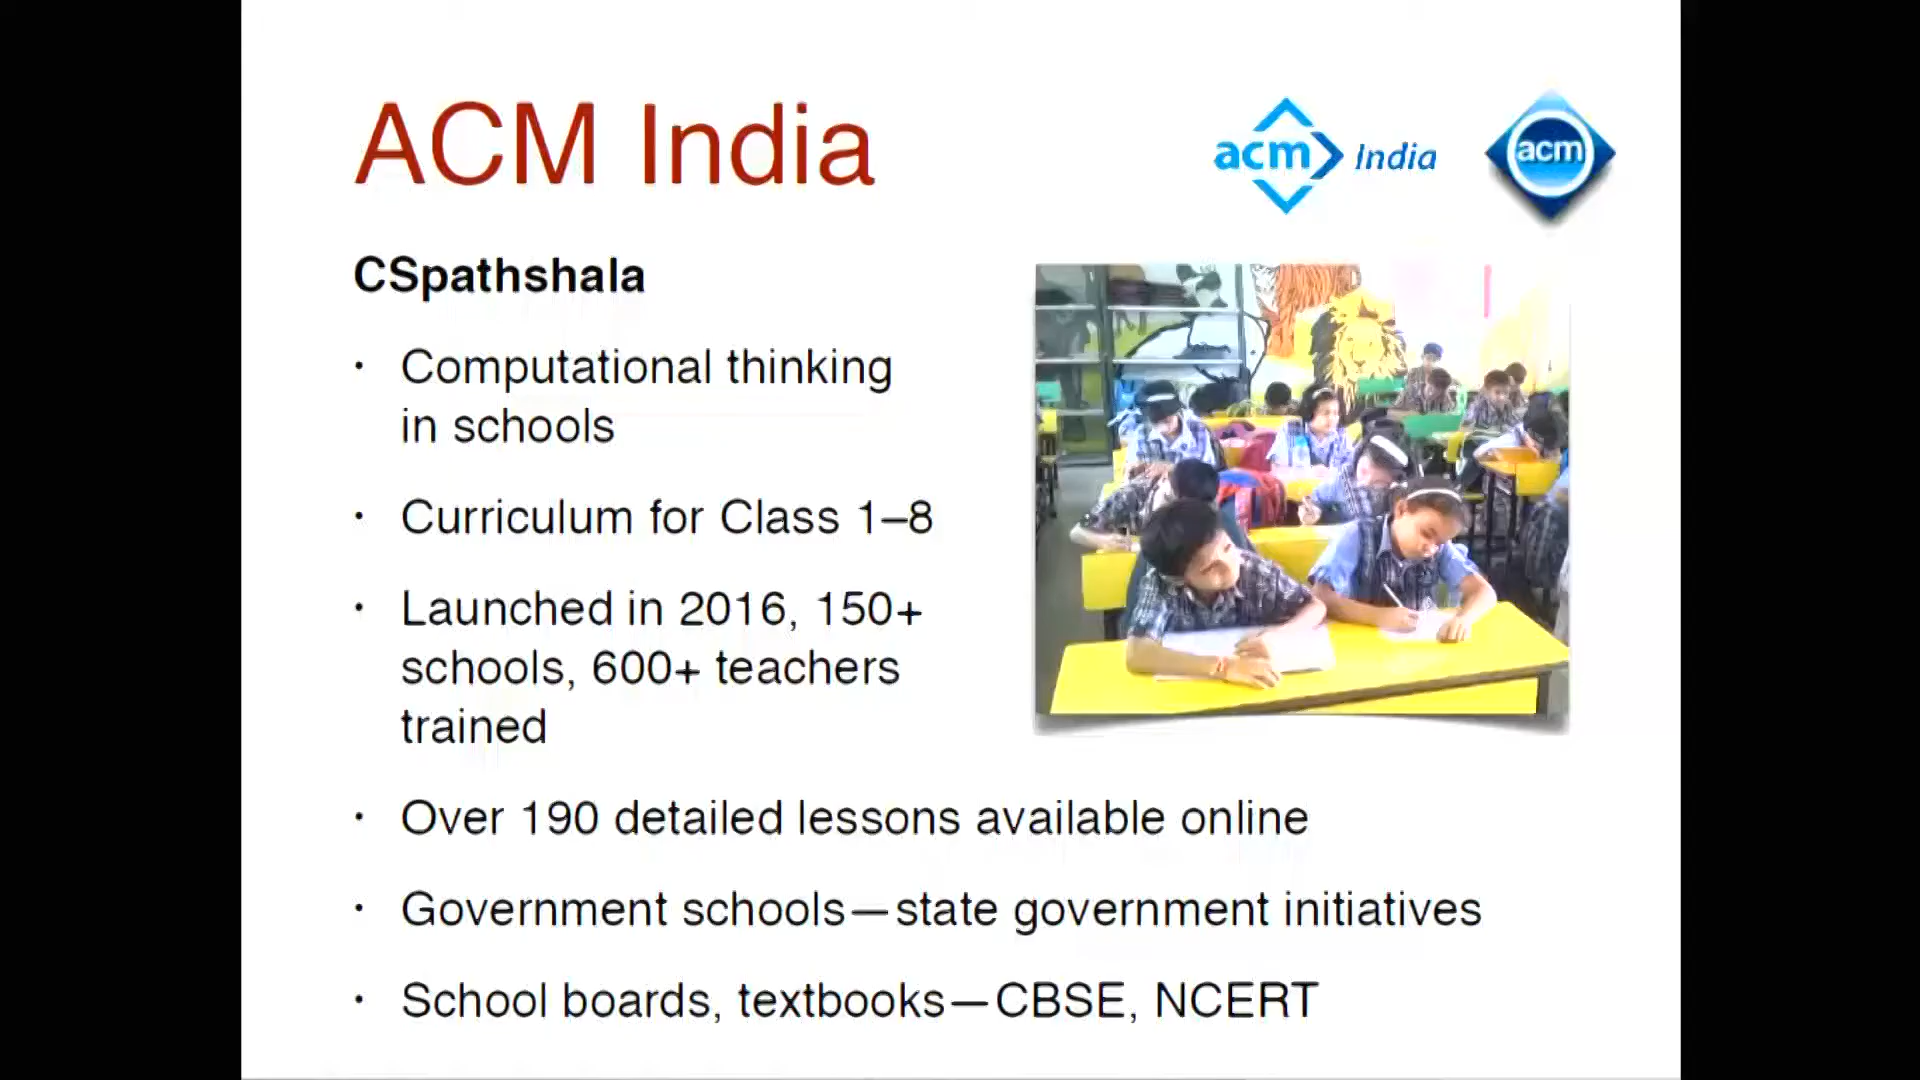 ACM India
acm India
acm
CSpathshala
• Computational thinking
in schools
• Curriculum for Class 1–8
• Launched in 2016, 150+
schools, 600+ teachers
trained
• Over 190 detailed lessons available online
• Government schools—state government initiatives
• School boards, textbooks—CBSE, NCERT